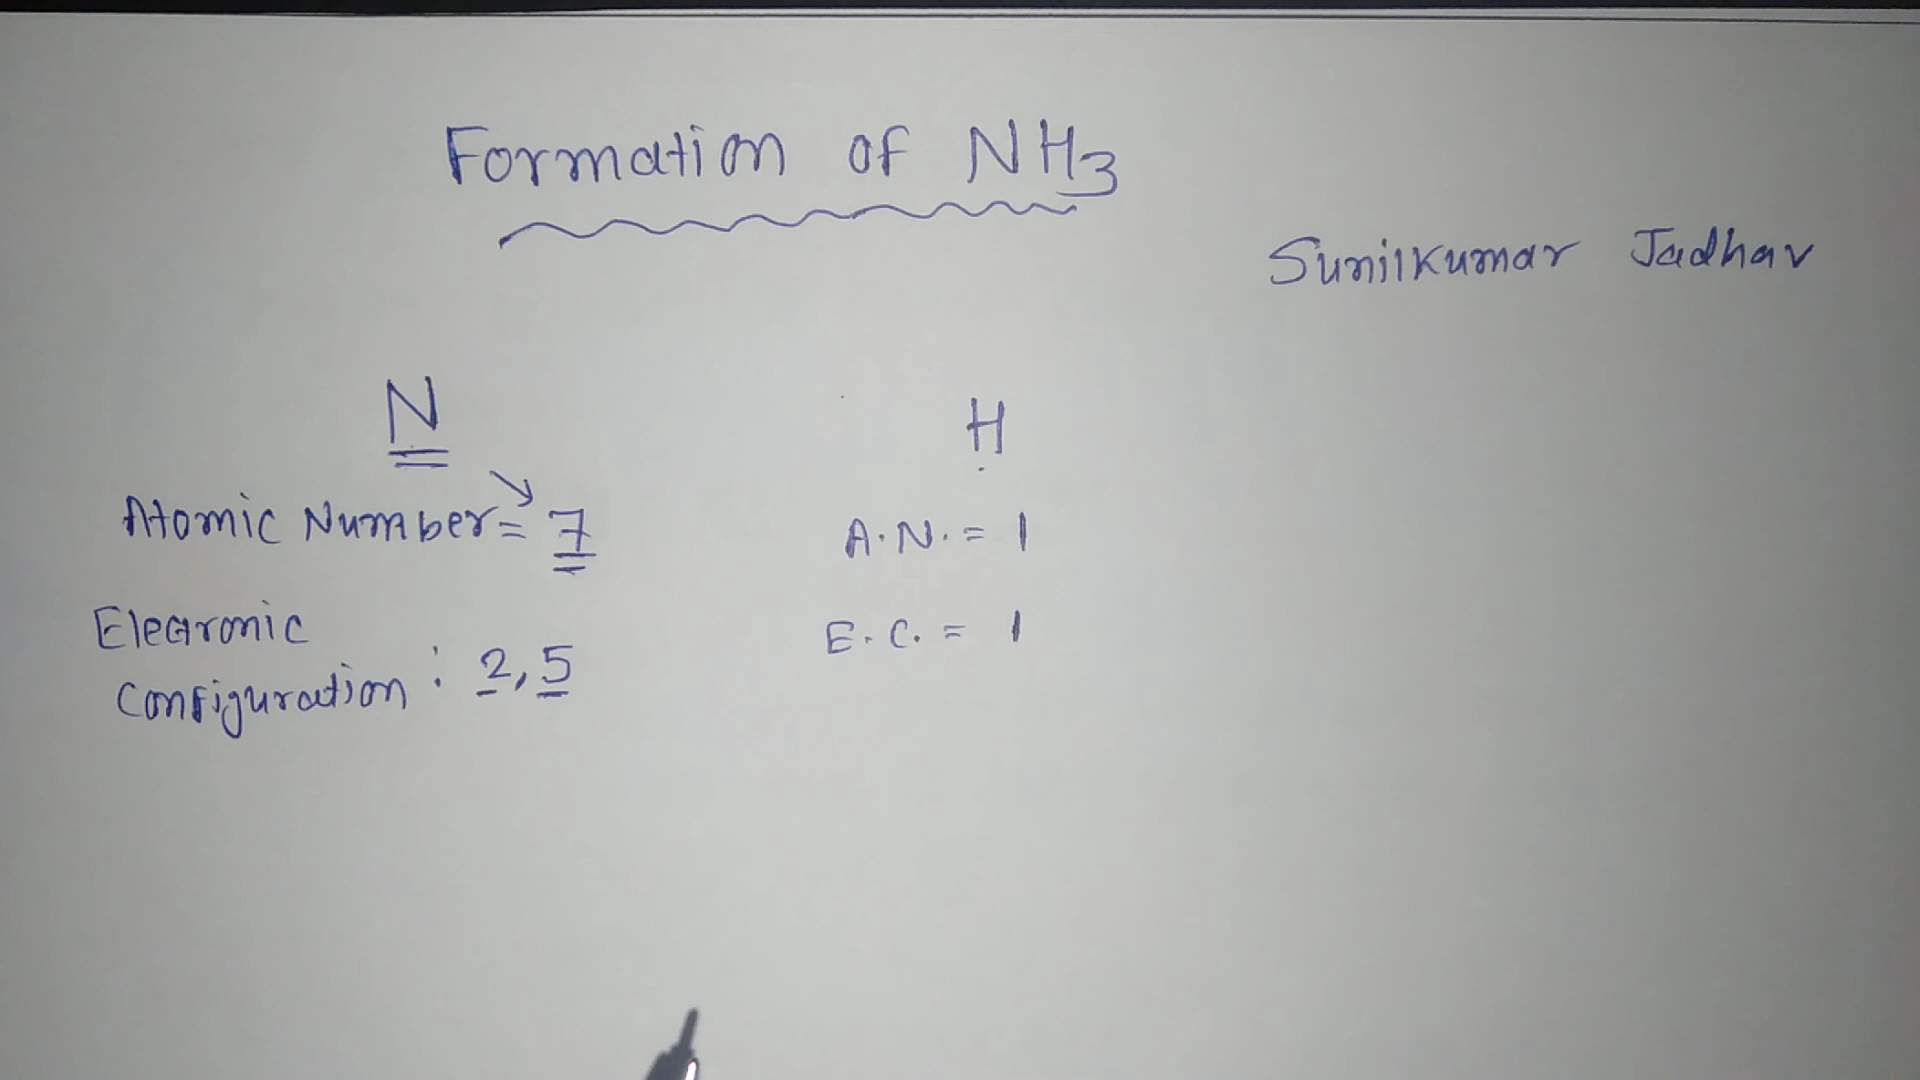 Formation of NH3
Sunilkumar Jadhav
N
H
Atomic Number = 7
A.N. = 1
Electronic
Configuration : 2, 5
E.C. = 1